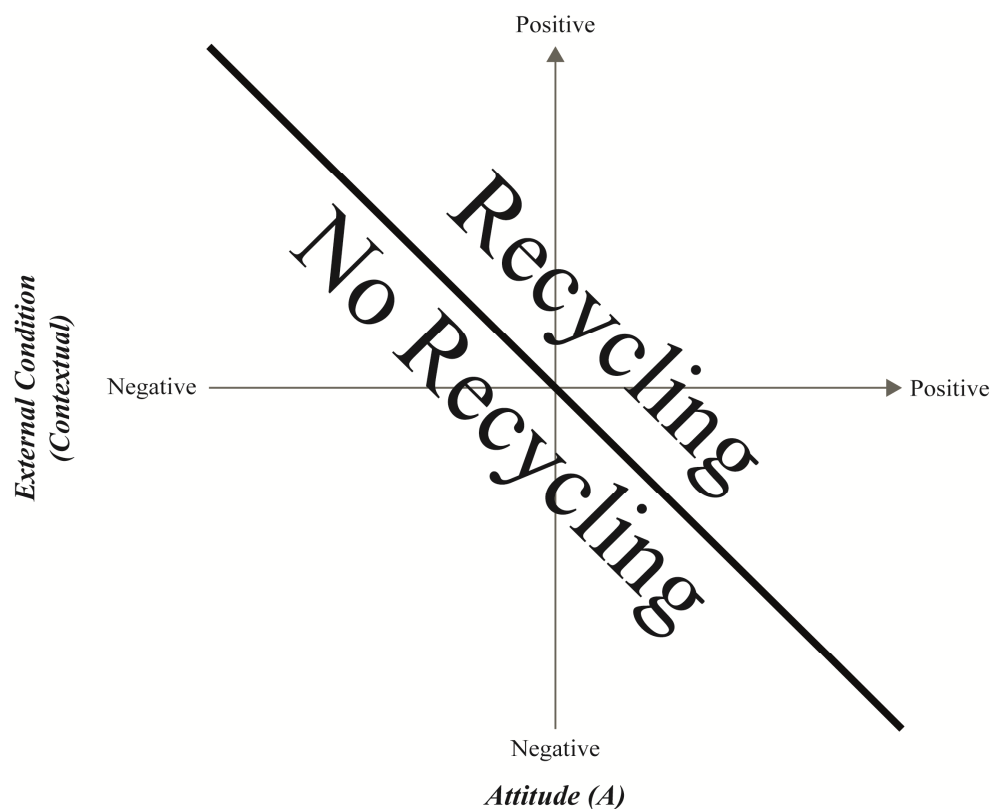 Positive
Recycling
No Recycling
External Condition
(Contextual)
Negative
Positive
Negative
Attitude (A)